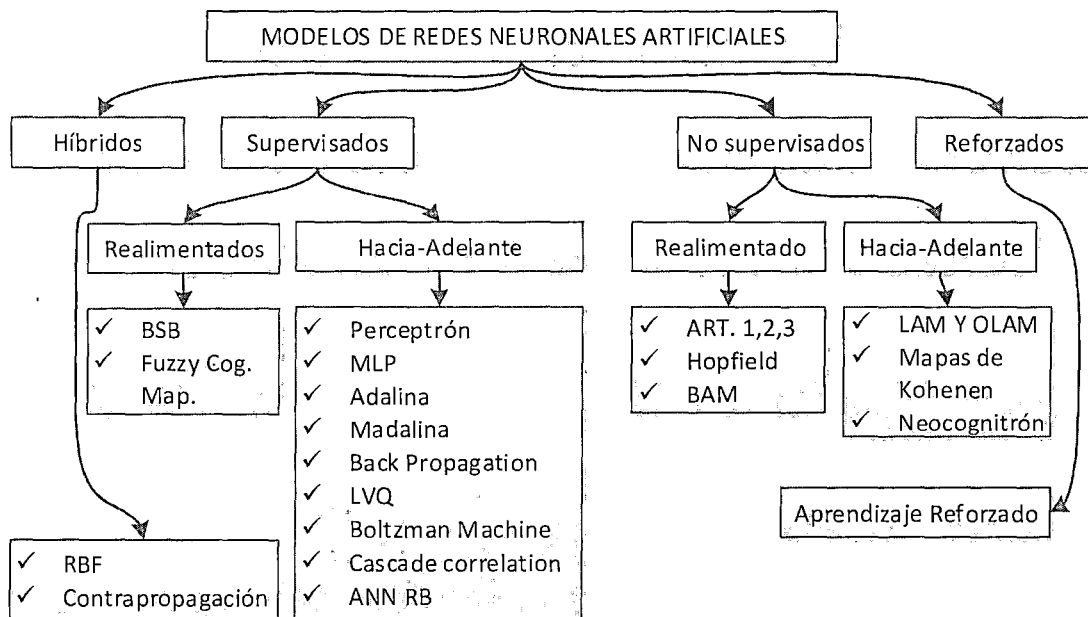 MODELOS DE REDES NEURONALES ARTIFICIALES
Híbridos
Supervisados
No supervisados
Reforzados
Realimentados
Hacia-Adelante
Realimentado
Hacia-Adelante
✓ BSB
✓ Fuzzy Cog.
Map.
✓ Perceptrón
✓ MLP
✓ Adalina
✓ Madalina
✓ Back Propagation
✓ LVQ
✓ Boltzman Machine
✓ Cascade correlation
✓ ANN RB
✓ ART. 1,2,3
✓ Hopfield
✓ BAM
✓ LAM Y OLAM
✓ Mapas de
Kohenen
✓ Neocognitrón
Aprendizaje Reforzado
✓ RBF
✓ Contrapropagación